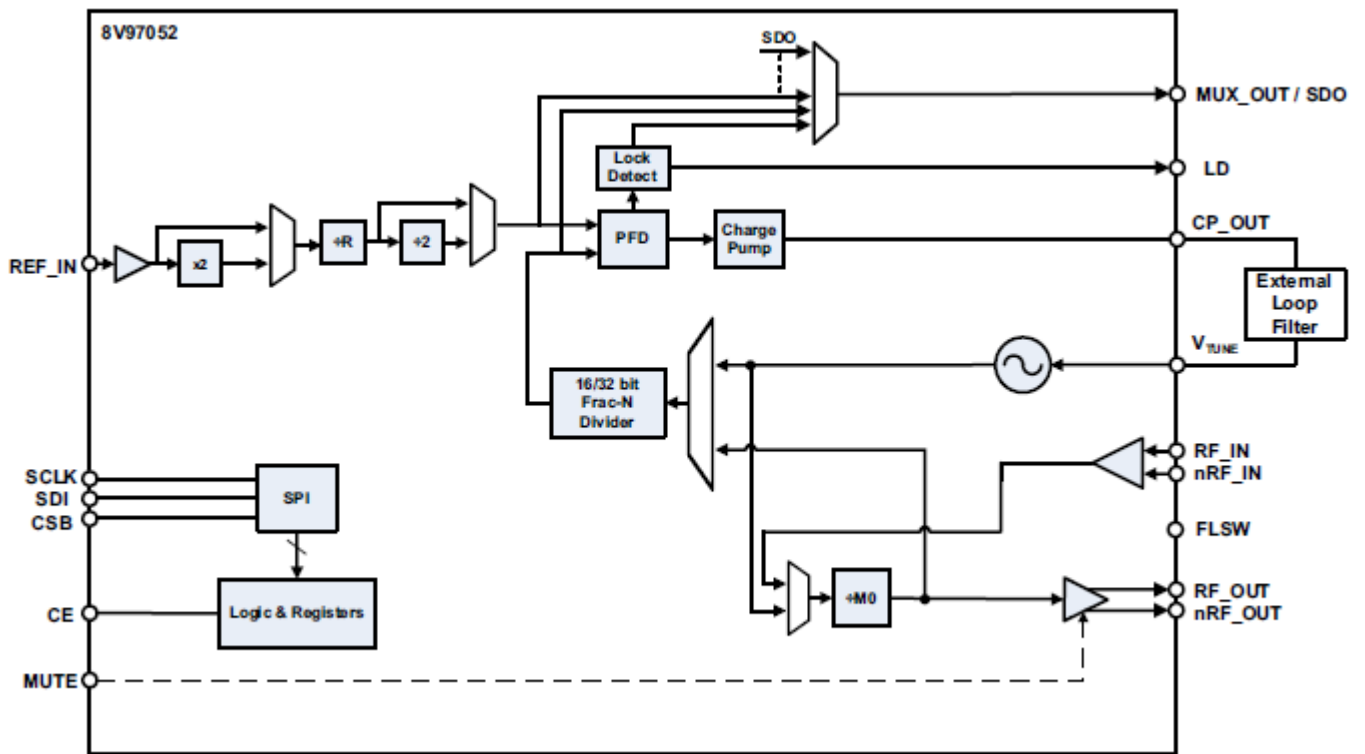 8V97052
SDO
MUX_OUT / SDO
Lock
Detect
LD
CP_OUT
REF_IN
x2
÷R
÷2
PFD
Charge
Pump
External
Loop
Filter
VTUNE
16/32 bit
Frac-N
Divider
RF_IN
nRF_IN
SCLK
SDI
CSB
SPI
FLSW
÷M0
RF_OUT
nRF_OUT
CE
Logic & Registers
MUTE